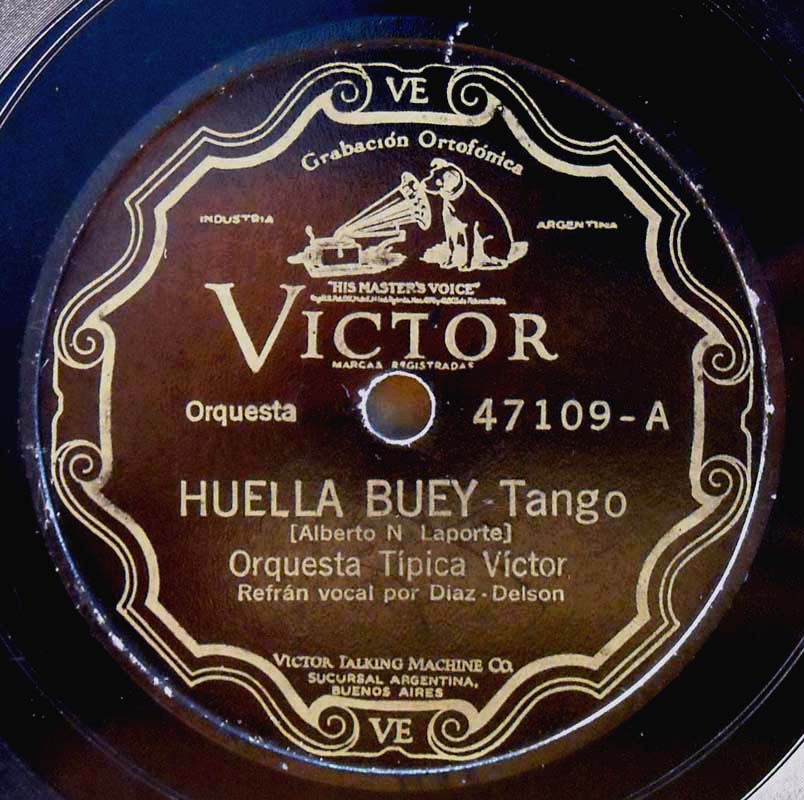 VE
Grabación Ortofónica
INDUSTRIA ARGENTINA
"HIS MASTER'S VOICE"
VICTOR
MARCAS REGISTRADAS
Orquesta 47109-A
HUELLA BUEY - Tango
[Alberto N Laporte]
Orquesta Típica Víctor
Refrán vocal por Diaz - Delson
VICTOR TALKING MACHINE CO.
SUCURSAL ARGENTINA,
BUENOS AIRES
VE